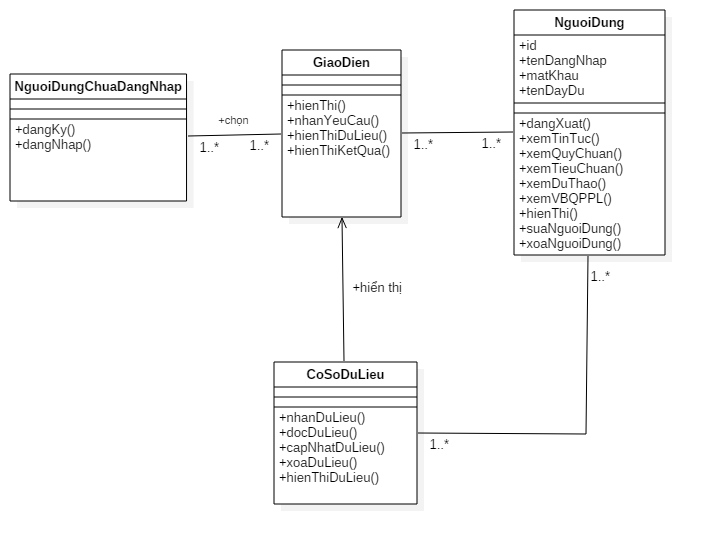 NguoiDungChuaDangNhap
+dangKy()
+dangNhap()
+chọn
1..*
1..*
GiaoDien
+hienThi()
+nhanYeuCau()
+hienThiDuLieu()
+hienThiKetQua()
1..*
1..*
NguoiDung
+id
+tenDangNhap
+matKhau
+tenDayDu
+dangXuat()
+xemTinTuc()
+xemQuyChuan()
+xemTieuChuan()
+xemDuThao()
+xemVBQPPL()
+hienThi()
+suaNguoiDung()
+xoaNguoiDung()
1..*
+hiển thị
CoSoDuLieu
+nhanDuLieu()
+docDuLieu()
+capNhatDuLieu()
+xoaDuLieu()
+hienThiDuLieu()
1..*